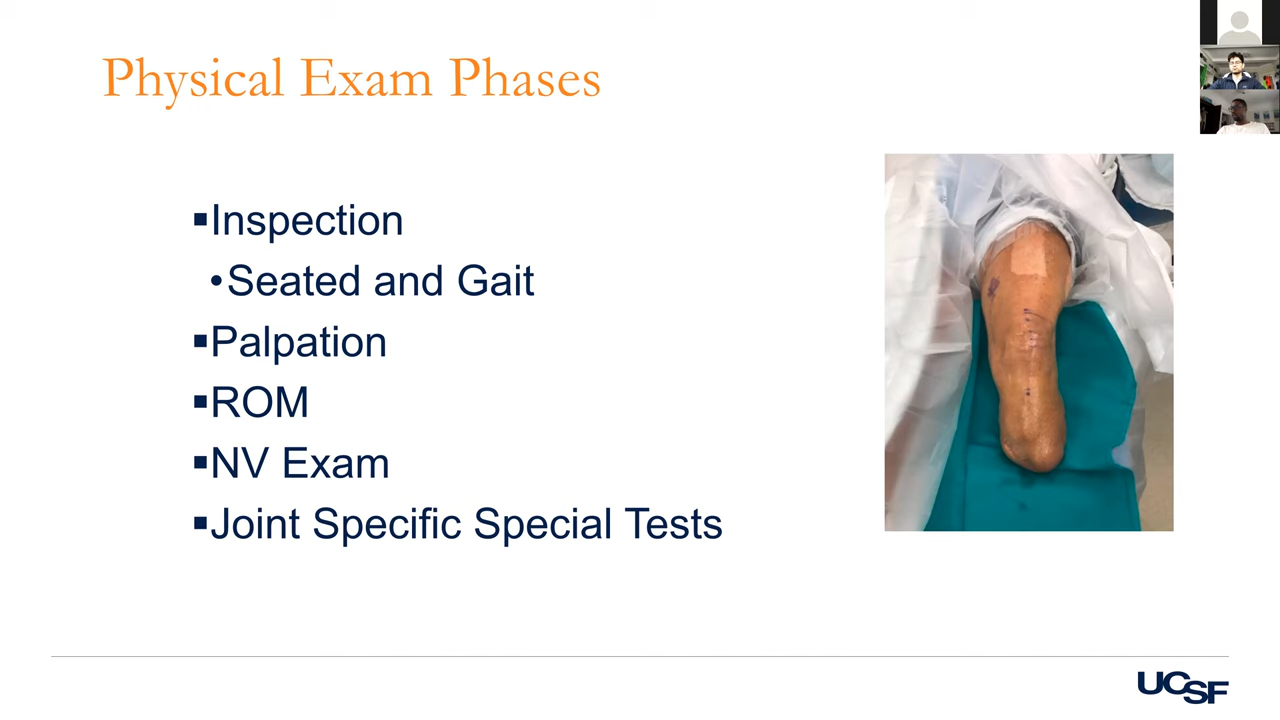 Physical Exam Phases
▪Inspection
•Seated and Gait
▪Palpation
▪ROM
▪NV Exam
▪Joint Specific Special Tests
UCSF